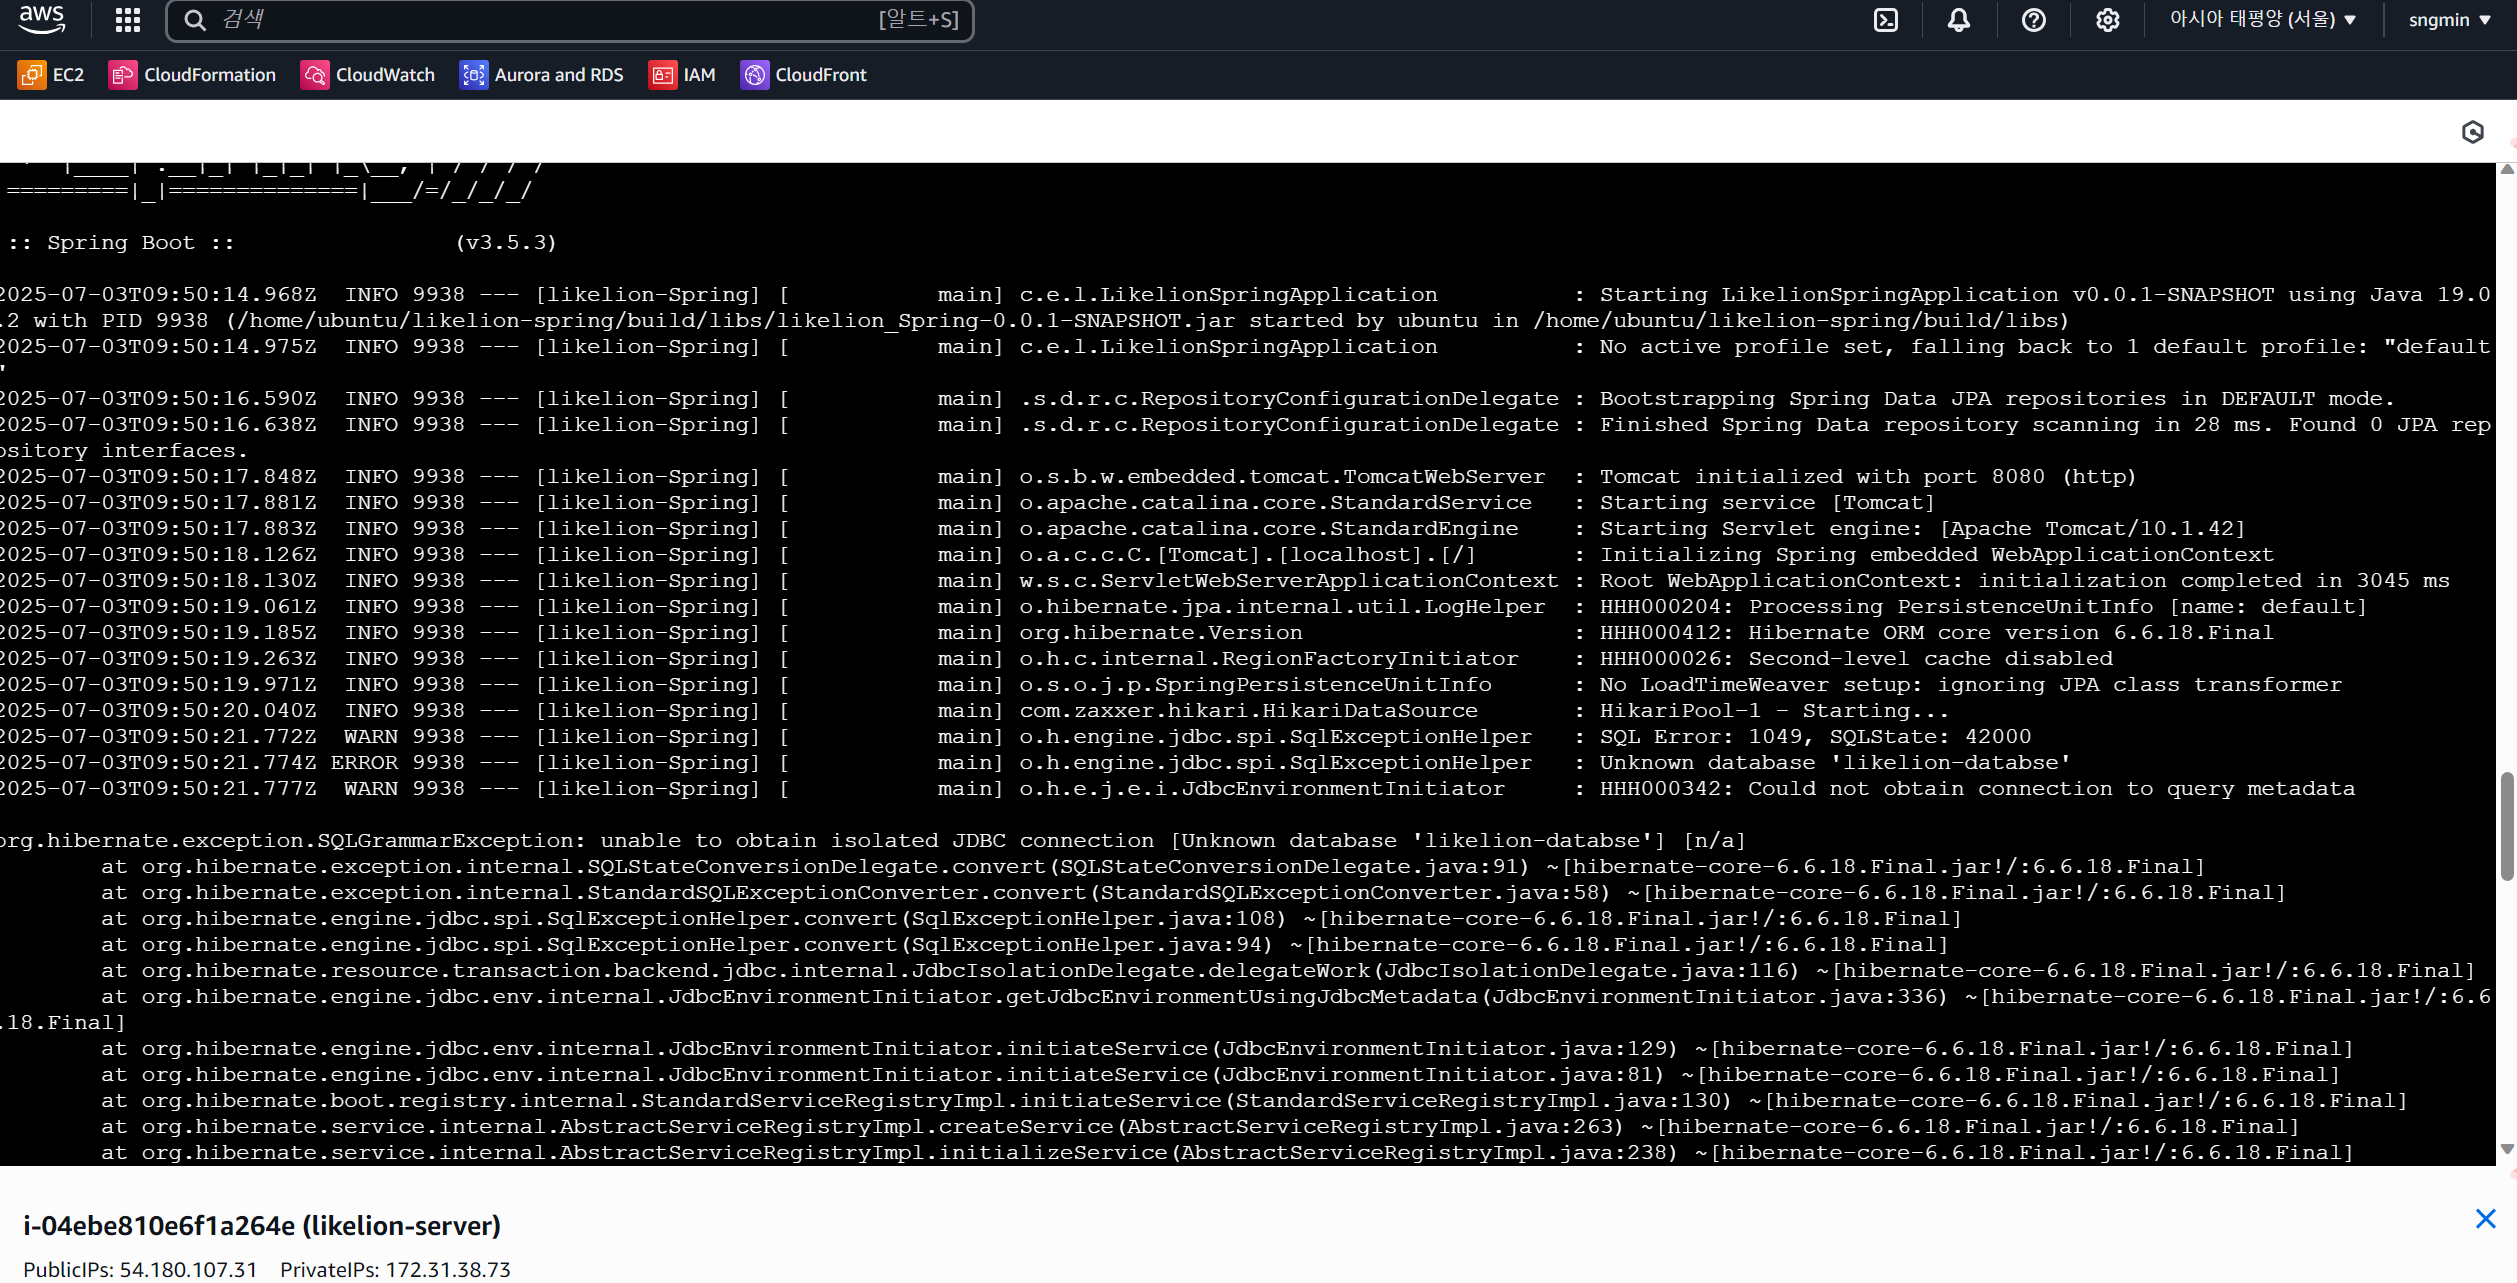 aws
검색
[알트+S]
아시아 태평양 (서울) ▼
sngmin ▼
EC2 CloudFormation CloudWatch Aurora and RDS IAM CloudFront
=========|_|==============|___/=/_/_/_/
:: Spring Boot :: (v3.5.3)
2025-07-03T09:50:14.968Z  INFO 9938 --- [likelion-Spring] [           main] c.e.l.LikelionSpringApplication          : Starting LikelionSpringApplication v0.0.1-SNAPSHOT using Java 19.0
.2 with PID 9938 (/home/ubuntu/likelion-spring/build/libs/likelion_Spring-0.0.1-SNAPSHOT.jar started by ubuntu in /home/ubuntu/likelion-spring/build/libs)
2025-07-03T09:50:14.975Z  INFO 9938 --- [likelion-Spring] [           main] c.e.l.LikelionSpringApplication          : No active profile set, falling back to 1 default profile: "default
"
2025-07-03T09:50:16.590Z  INFO 9938 --- [likelion-Spring] [           main] .s.d.r.c.RepositoryConfigurationDelegate : Bootstrapping Spring Data JPA repositories in DEFAULT mode.
2025-07-03T09:50:16.638Z  INFO 9938 --- [likelion-Spring] [           main] .s.d.r.c.RepositoryConfigurationDelegate : Finished Spring Data repository scanning in 28 ms. Found 0 JPA rep
ository interfaces.
2025-07-03T09:50:17.848Z  INFO 9938 --- [likelion-Spring] [           main] o.s.b.w.embedded.tomcat.TomcatWebServer  : Tomcat initialized with port 8080 (http)
2025-07-03T09:50:17.881Z  INFO 9938 --- [likelion-Spring] [           main] o.apache.catalina.core.StandardService   : Starting service [Tomcat]
2025-07-03T09:50:17.883Z  INFO 9938 --- [likelion-Spring] [           main] o.apache.catalina.core.StandardEngine    : Starting Servlet engine: [Apache Tomcat/10.1.42]
2025-07-03T09:50:18.126Z  INFO 9938 --- [likelion-Spring] [           main] o.a.c.c.C.[Tomcat].[localhost].[/]       : Initializing Spring embedded WebApplicationContext
2025-07-03T09:50:18.130Z  INFO 9938 --- [likelion-Spring] [           main] w.s.c.ServletWebServerApplicationContext : Root WebApplicationContext: initialization completed in 3045 ms
2025-07-03T09:50:19.061Z  INFO 9938 --- [likelion-Spring] [           main] o.hibernate.jpa.internal.util.LogHelper  : HHH000204: Processing PersistenceUnitInfo [name: default]
2025-07-03T09:50:19.185Z  INFO 9938 --- [likelion-Spring] [           main] org.hibernate.Version                    : HHH000412: Hibernate ORM core version 6.6.18.Final
2025-07-03T09:50:19.263Z  INFO 9938 --- [likelion-Spring] [           main] o.h.c.internal.RegionFactoryInitiator    : HHH000026: Second-level cache disabled
2025-07-03T09:50:19.971Z  INFO 9938 --- [likelion-Spring] [           main] o.s.o.j.p.SpringPersistenceUnitInfo      : No LoadTimeWeaver setup: ignoring JPA class transformer
2025-07-03T09:50:20.040Z  INFO 9938 --- [likelion-Spring] [           main] com.zaxxer.hikari.HikariDataSource       : HikariPool-1 - Starting...
2025-07-03T09:50:21.772Z  WARN 9938 --- [likelion-Spring] [           main] o.h.engine.jdbc.spi.SqlExceptionHelper   : SQL Error: 1049, SQLState: 42000
2025-07-03T09:50:21.774Z ERROR 9938 --- [likelion-Spring] [           main] o.h.engine.jdbc.spi.SqlExceptionHelper   : Unknown database 'likelion-databse'
2025-07-03T09:50:21.777Z  WARN 9938 --- [likelion-Spring] [           main] o.h.e.j.e.i.JdbcEnvironmentInitiator     : HHH000342: Could not obtain connection to query metadata
org.hibernate.exception.SQLGrammarException: unable to obtain isolated JDBC connection [Unknown database 'likelion-databse'] [n/a]
at org.hibernate.exception.internal.SQLStateConversionDelegate.convert(SQLStateConversionDelegate.java:91) ~[hibernate-core-6.6.18.Final.jar!/:6.6.18.Final]
at org.hibernate.exception.internal.StandardSQLExceptionConverter.convert(StandardSQLExceptionConverter.java:58) ~[hibernate-core-6.6.18.Final.jar!/:6.6.18.Final]
at org.hibernate.engine.jdbc.spi.SqlExceptionHelper.convert(SqlExceptionHelper.java:108) ~[hibernate-core-6.6.18.Final.jar!/:6.6.18.Final]
at org.hibernate.engine.jdbc.spi.SqlExceptionHelper.convert(SqlExceptionHelper.java:94) ~[hibernate-core-6.6.18.Final.jar!/:6.6.18.Final]
at org.hibernate.resource.transaction.backend.jdbc.internal.JdbcIsolationDelegate.delegateWork(JdbcIsolationDelegate.java:116) ~[hibernate-core-6.6.18.Final.jar!/:6.6.18.Final]
at org.hibernate.engine.jdbc.env.internal.JdbcEnvironmentInitiator.getJdbcEnvironmentUsingJdbcMetadata(JdbcEnvironmentInitiator.java:336) ~[hibernate-core-6.6.18.Final.jar!/:6.6
.18.Final]
at org.hibernate.engine.jdbc.env.internal.JdbcEnvironmentInitiator.initiateService(JdbcEnvironmentInitiator.java:129) ~[hibernate-core-6.6.18.Final.jar!/:6.6.18.Final]
at org.hibernate.engine.jdbc.env.internal.JdbcEnvironmentInitiator.initiateService(JdbcEnvironmentInitiator.java:81) ~[hibernate-core-6.6.18.Final.jar!/:6.6.18.Final]
at org.hibernate.boot.registry.internal.StandardServiceRegistryImpl.initiateService(StandardServiceRegistryImpl.java:130) ~[hibernate-core-6.6.18.Final.jar!/:6.6.18.Final]
at org.hibernate.service.internal.AbstractServiceRegistryImpl.createService(AbstractServiceRegistryImpl.java:263) ~[hibernate-core-6.6.18.Final.jar!/:6.6.18.Final]
at org.hibernate.service.internal.AbstractServiceRegistryImpl.initializeService(AbstractServiceRegistryImpl.java:238) ~[hibernate-core-6.6.18.Final.jar!/:6.6.18.Final]
i-04ebe810e6f1a264e (likelion-server)
PublicIPs: 54.180.107.31 PrivateIPs: 172.31.38.73